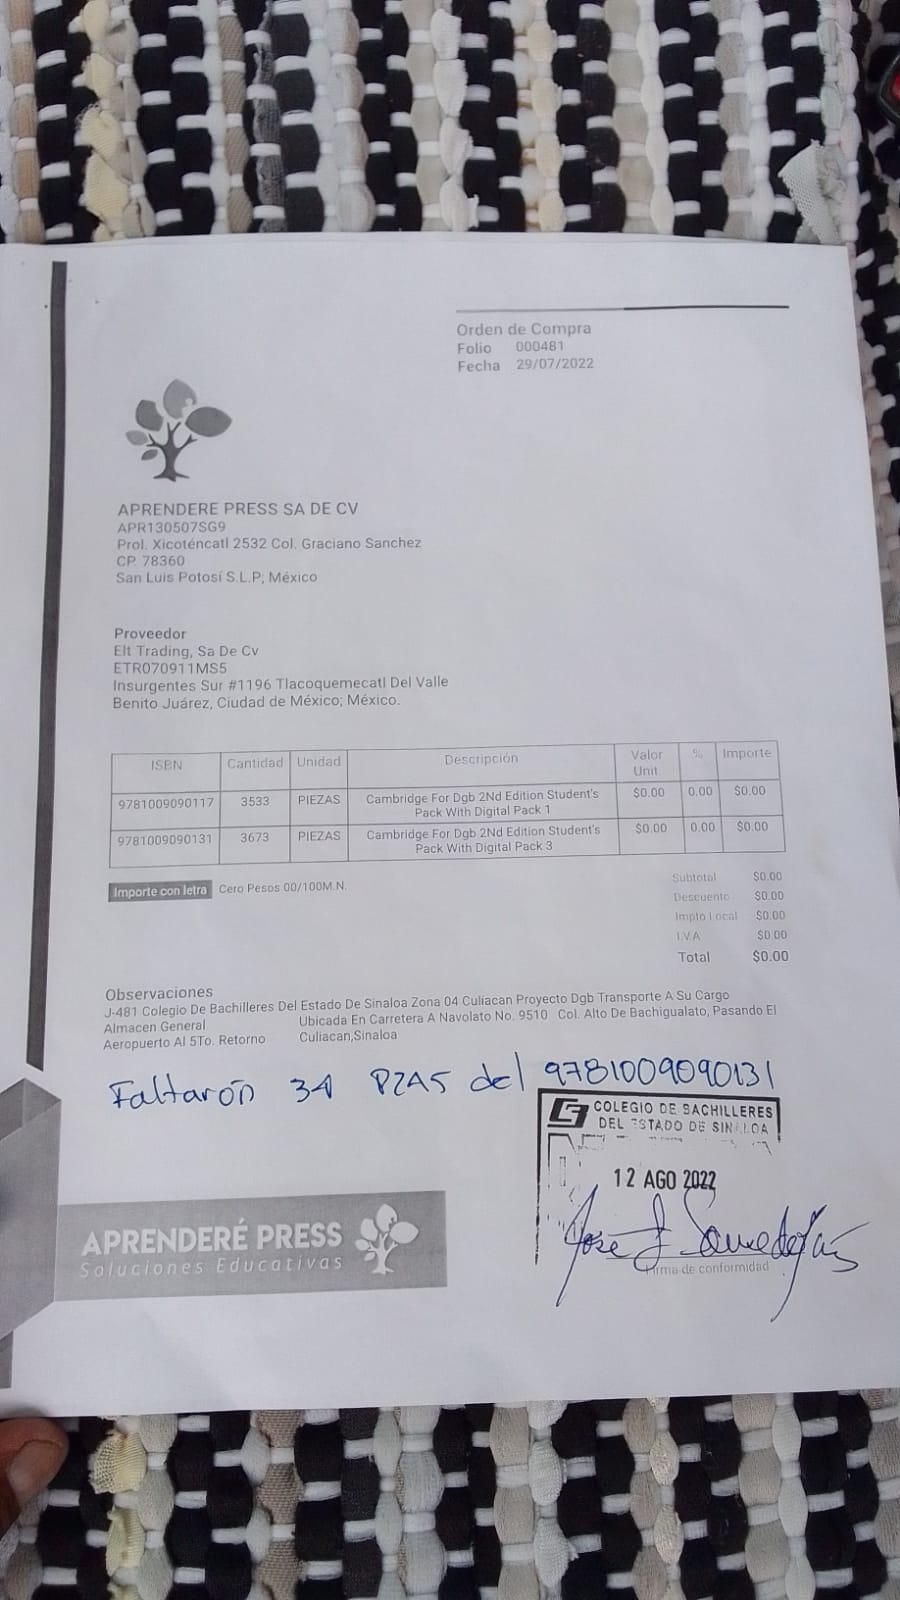 Orden de Compra
Folio 000481
Fecha 29/07/2022
APRENDERE PRESS SA DE CV
APR130507SG9
Prol. Xicoténcatl 2532 Col. Graciano Sanchez
CP. 78360
San Luis Potosí S.L.P; México
Proveedor
Elt Trading, Sa De Cv
ETR070911MS5
Insurgentes Sur #1196 Tlacoquemecatl Del Valle
Benito Juárez, Ciudad de México; México.
ISBN Cantidad Unidad Descripción Valor Unit % Importe
9781009090117 3533 PIEZAS Cambridge For Dgb 2Nd Edition Student's $0.00 0.00 $0.00
Pack With Digital Pack 1
9781009090131 3673 PIEZAS Cambridge For Dgb 2Nd Edition Student's $0.00 0.00 $0.00
Pack With Digital Pack 3
Importe con letra Cero Pesos 00/100M.N.
Subtotal $0.00
Descuento $0.00
Impto Local $0.00
I.V.A $0.00
Total $0.00
Observaciones
J-481 Colegio De Bachilleres Del Estado De Sinaloa Zona 04 Culiacan Proyecto Dgb Transporte A Su Cargo
Almacen General Ubicada En Carretera A Navolato No. 9510 Col. Alto De Bachigualato, Pasando El
Aeropuerto Al 5To. Retorno Culiacan,Sinaloa
Faltarón 34 PZAS del 9781009090131
COLEGIO DE BACHILLERES
DEL ESTADO DE SINALOA
12 AGO 2022
José
Firma de conformidad
APRENDERÉ PRESS
Soluciones Educativas